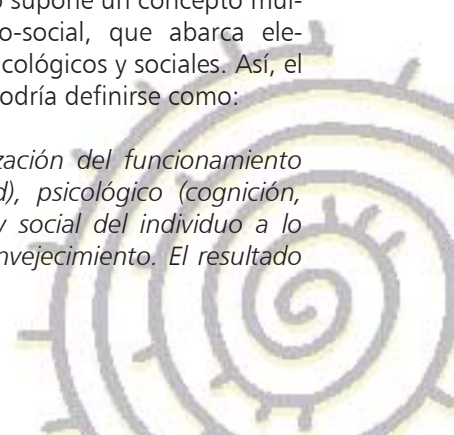 o supone un concepto mul-
o-social, que abarca ele-
icológicos y sociales. Así, el
odría definirse como:
zación del funcionamiento
d), psicológico (cognición,
y social del individuo a lo
nvejecimiento. El resultado